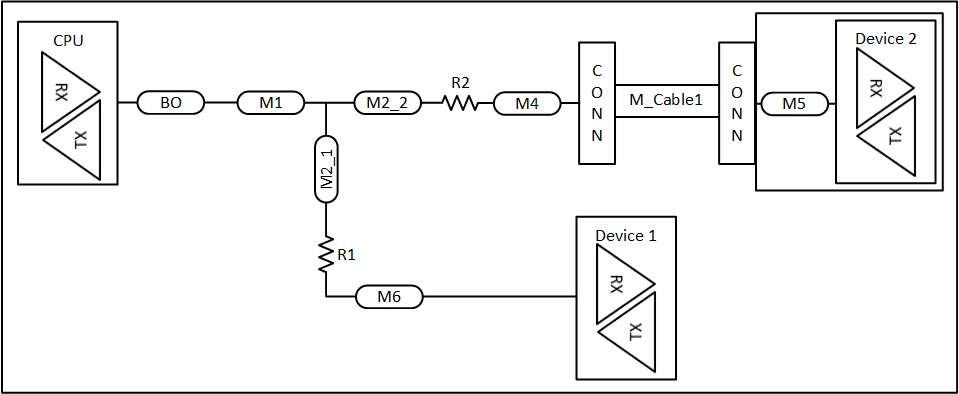 CPU
RX
TX
BO
M1
M2_2
R2
M4
C
O
N
N
M_Cable1
C
O
N
N
M5
Device 2
RX
TX
M2_1
R1
M6
Device 1
RX
TX